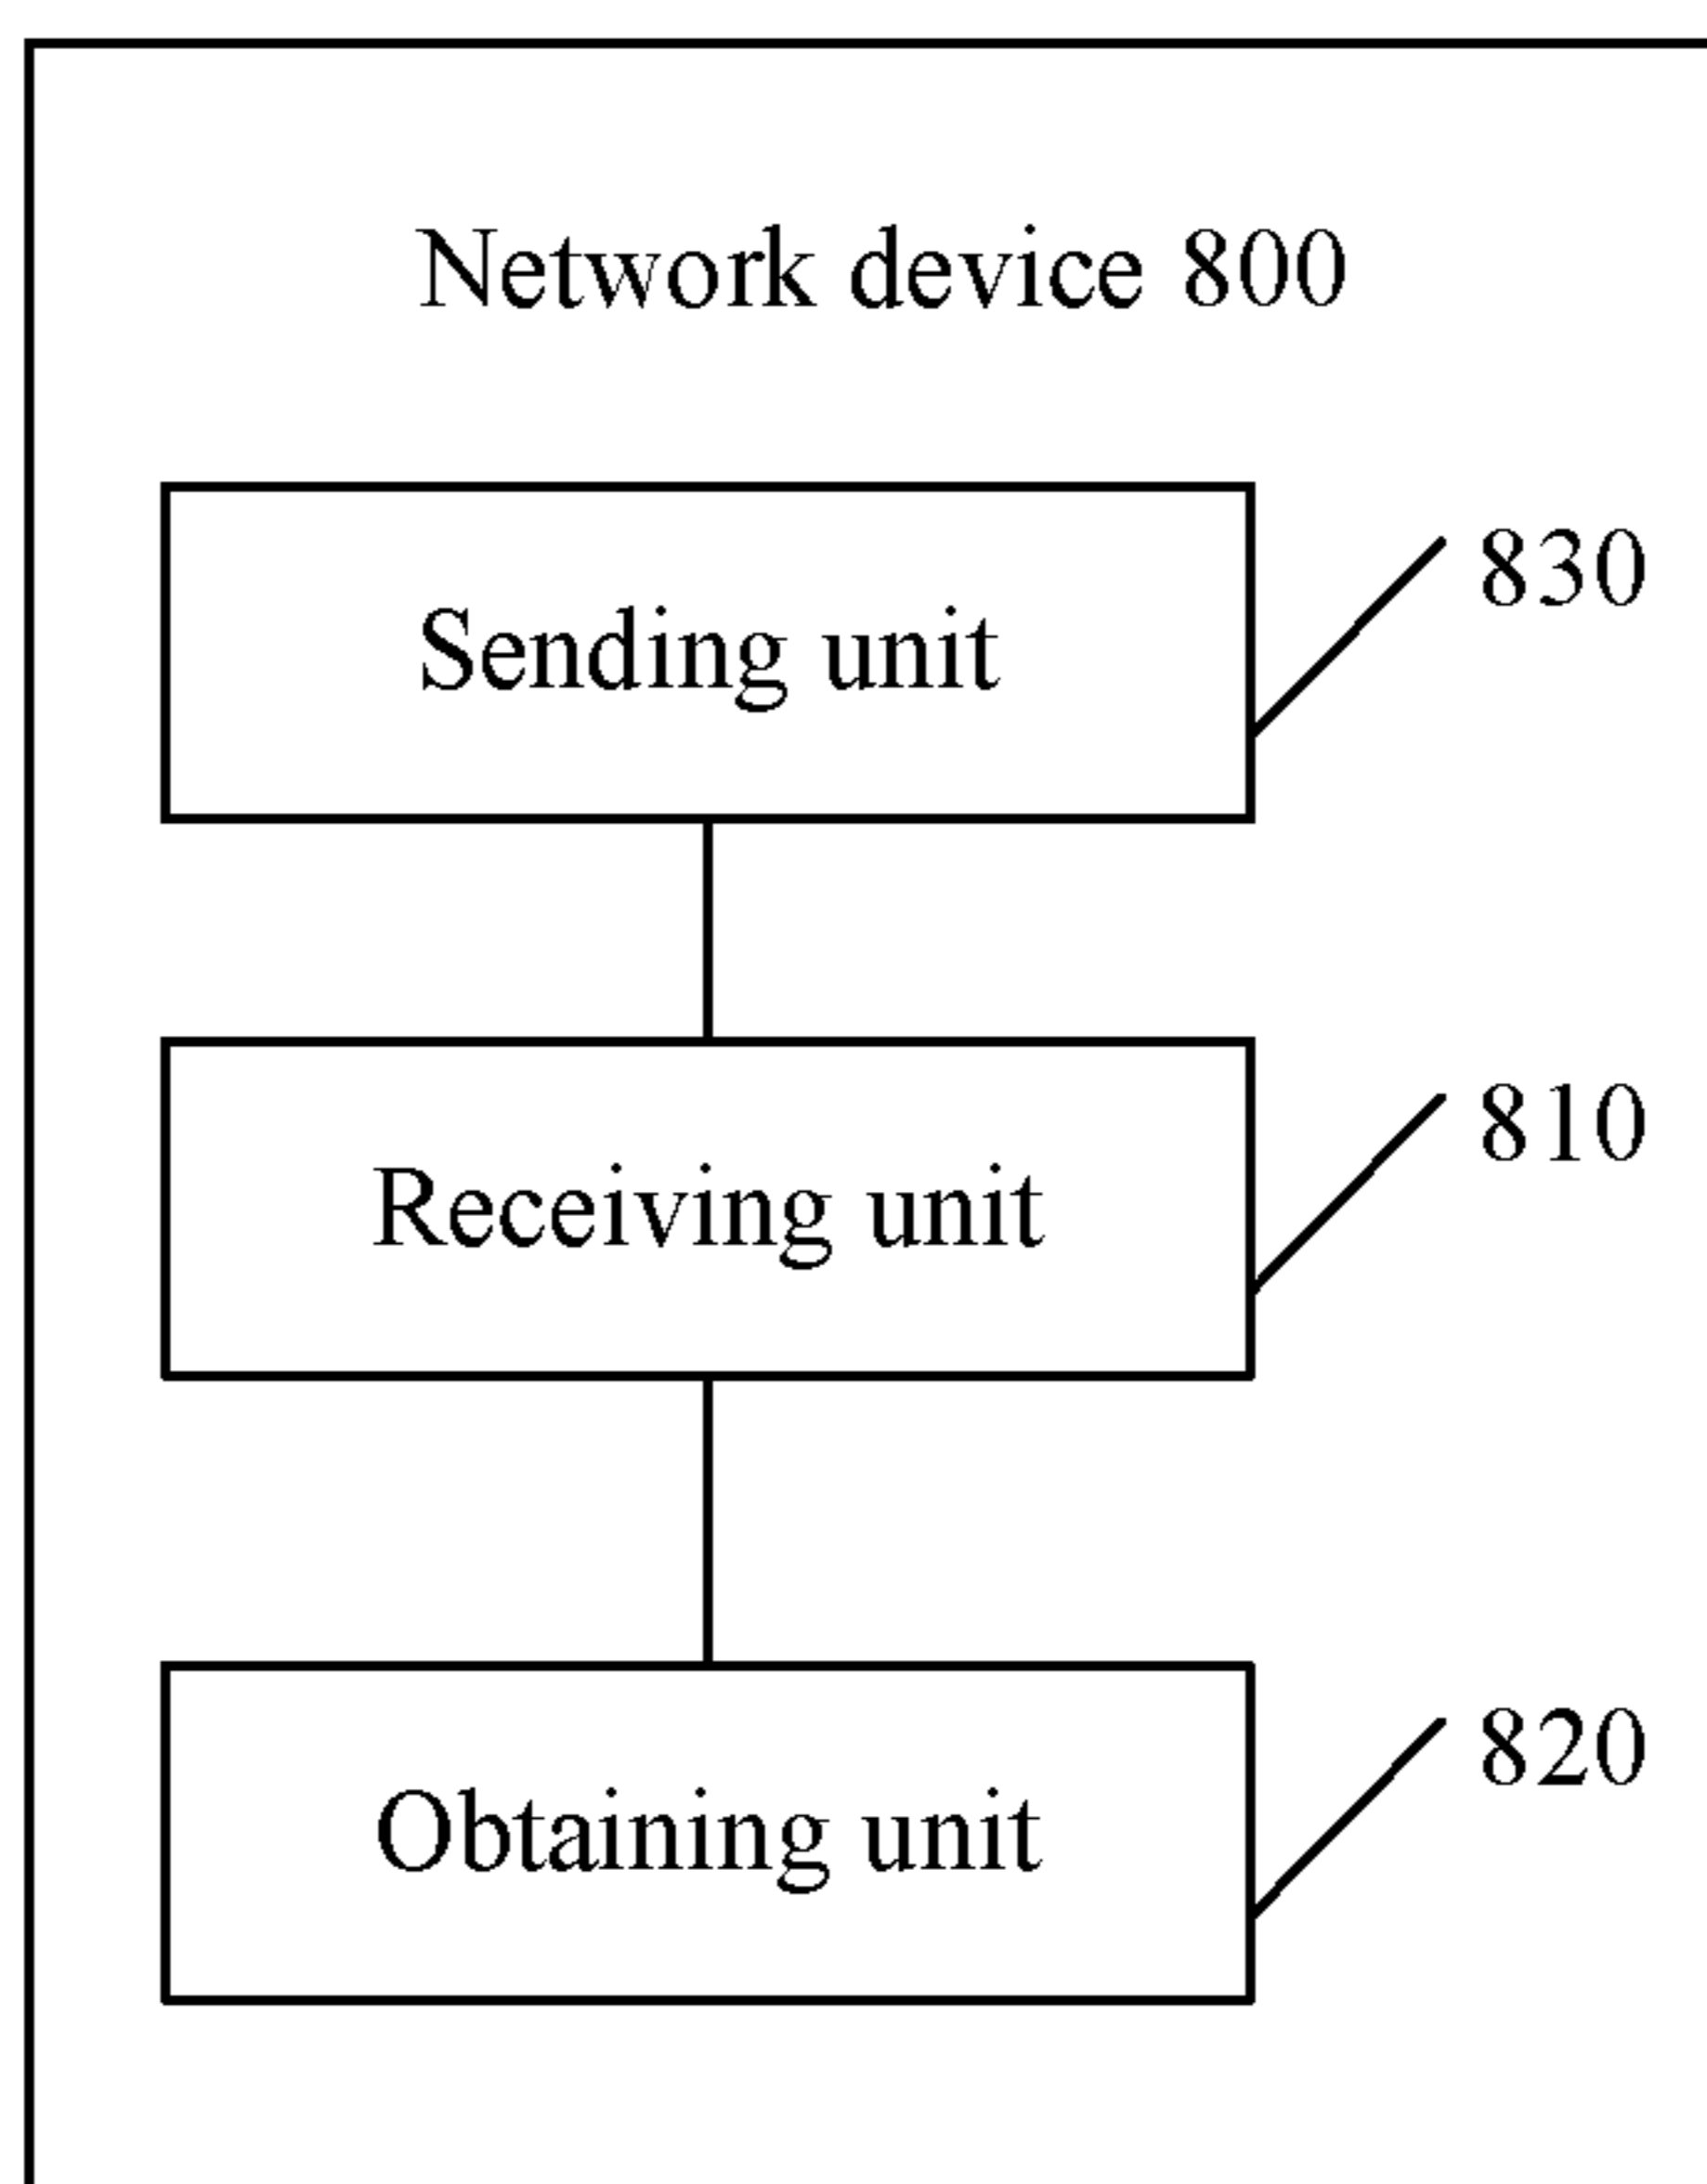 Network device 800
Sending unit
830
Receiving unit
810
Obtaining unit
820